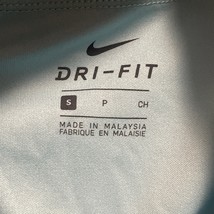 DRI-FIT
S P CH
MADE IN MALAYSIA
FABRIQUE EN MALAISIE